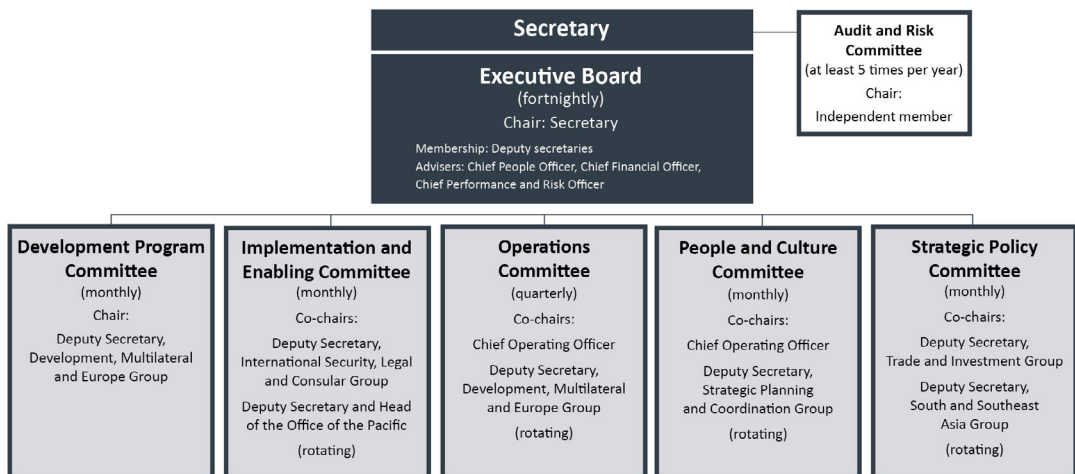 Secretary
Executive Board
(fortnightly)
Chair: Secretary
Membership: Deputy secretaries
Advisers: Chief People Officer, Chief Financial Officer,
Chief Performance and Risk Officer
Audit and Risk
Committee
(at least 5 times per year)
Chair:
Independent member
Development Program
Committee
(monthly)
Chair:
Deputy Secretary,
Development, Multilateral
and Europe Group
Implementation and
Enabling Committee
(monthly)
Co-chairs:
Deputy Secretary,
International Security, Legal
and Consular Group
Deputy Secretary and Head
of the Office of the Pacific
(rotating)
Operations
Committee
(quarterly)
Co-chairs:
Chief Operating Officer
Deputy Secretary,
Development, Multilateral
and Europe Group
(rotating)
People and Culture
Committee
(monthly)
Co-chairs:
Chief Operating Officer
Deputy Secretary,
Strategic Planning
and Coordination Group
(rotating)
Strategic Policy
Committee
(monthly)
Co-chairs:
Deputy Secretary,
Trade and Investment Group
Deputy Secretary,
South and Southeast
Asia Group
(rotating)